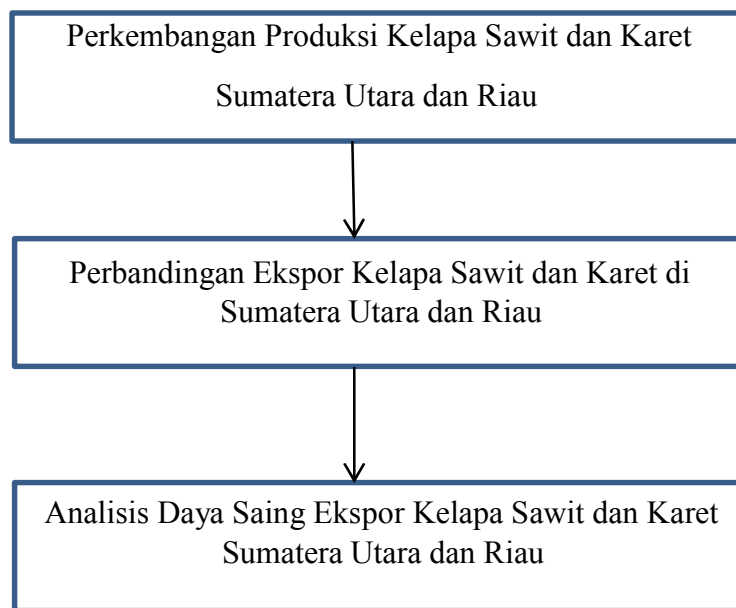 Perkembangan Produksi Kelapa Sawit dan Karet
Sumatera Utara dan Riau
Perbandingan Ekspor Kelapa Sawit dan Karet di
Sumatera Utara dan Riau
Analisis Daya Saing Ekspor Kelapa Sawit dan Karet
Sumatera Utara dan Riau